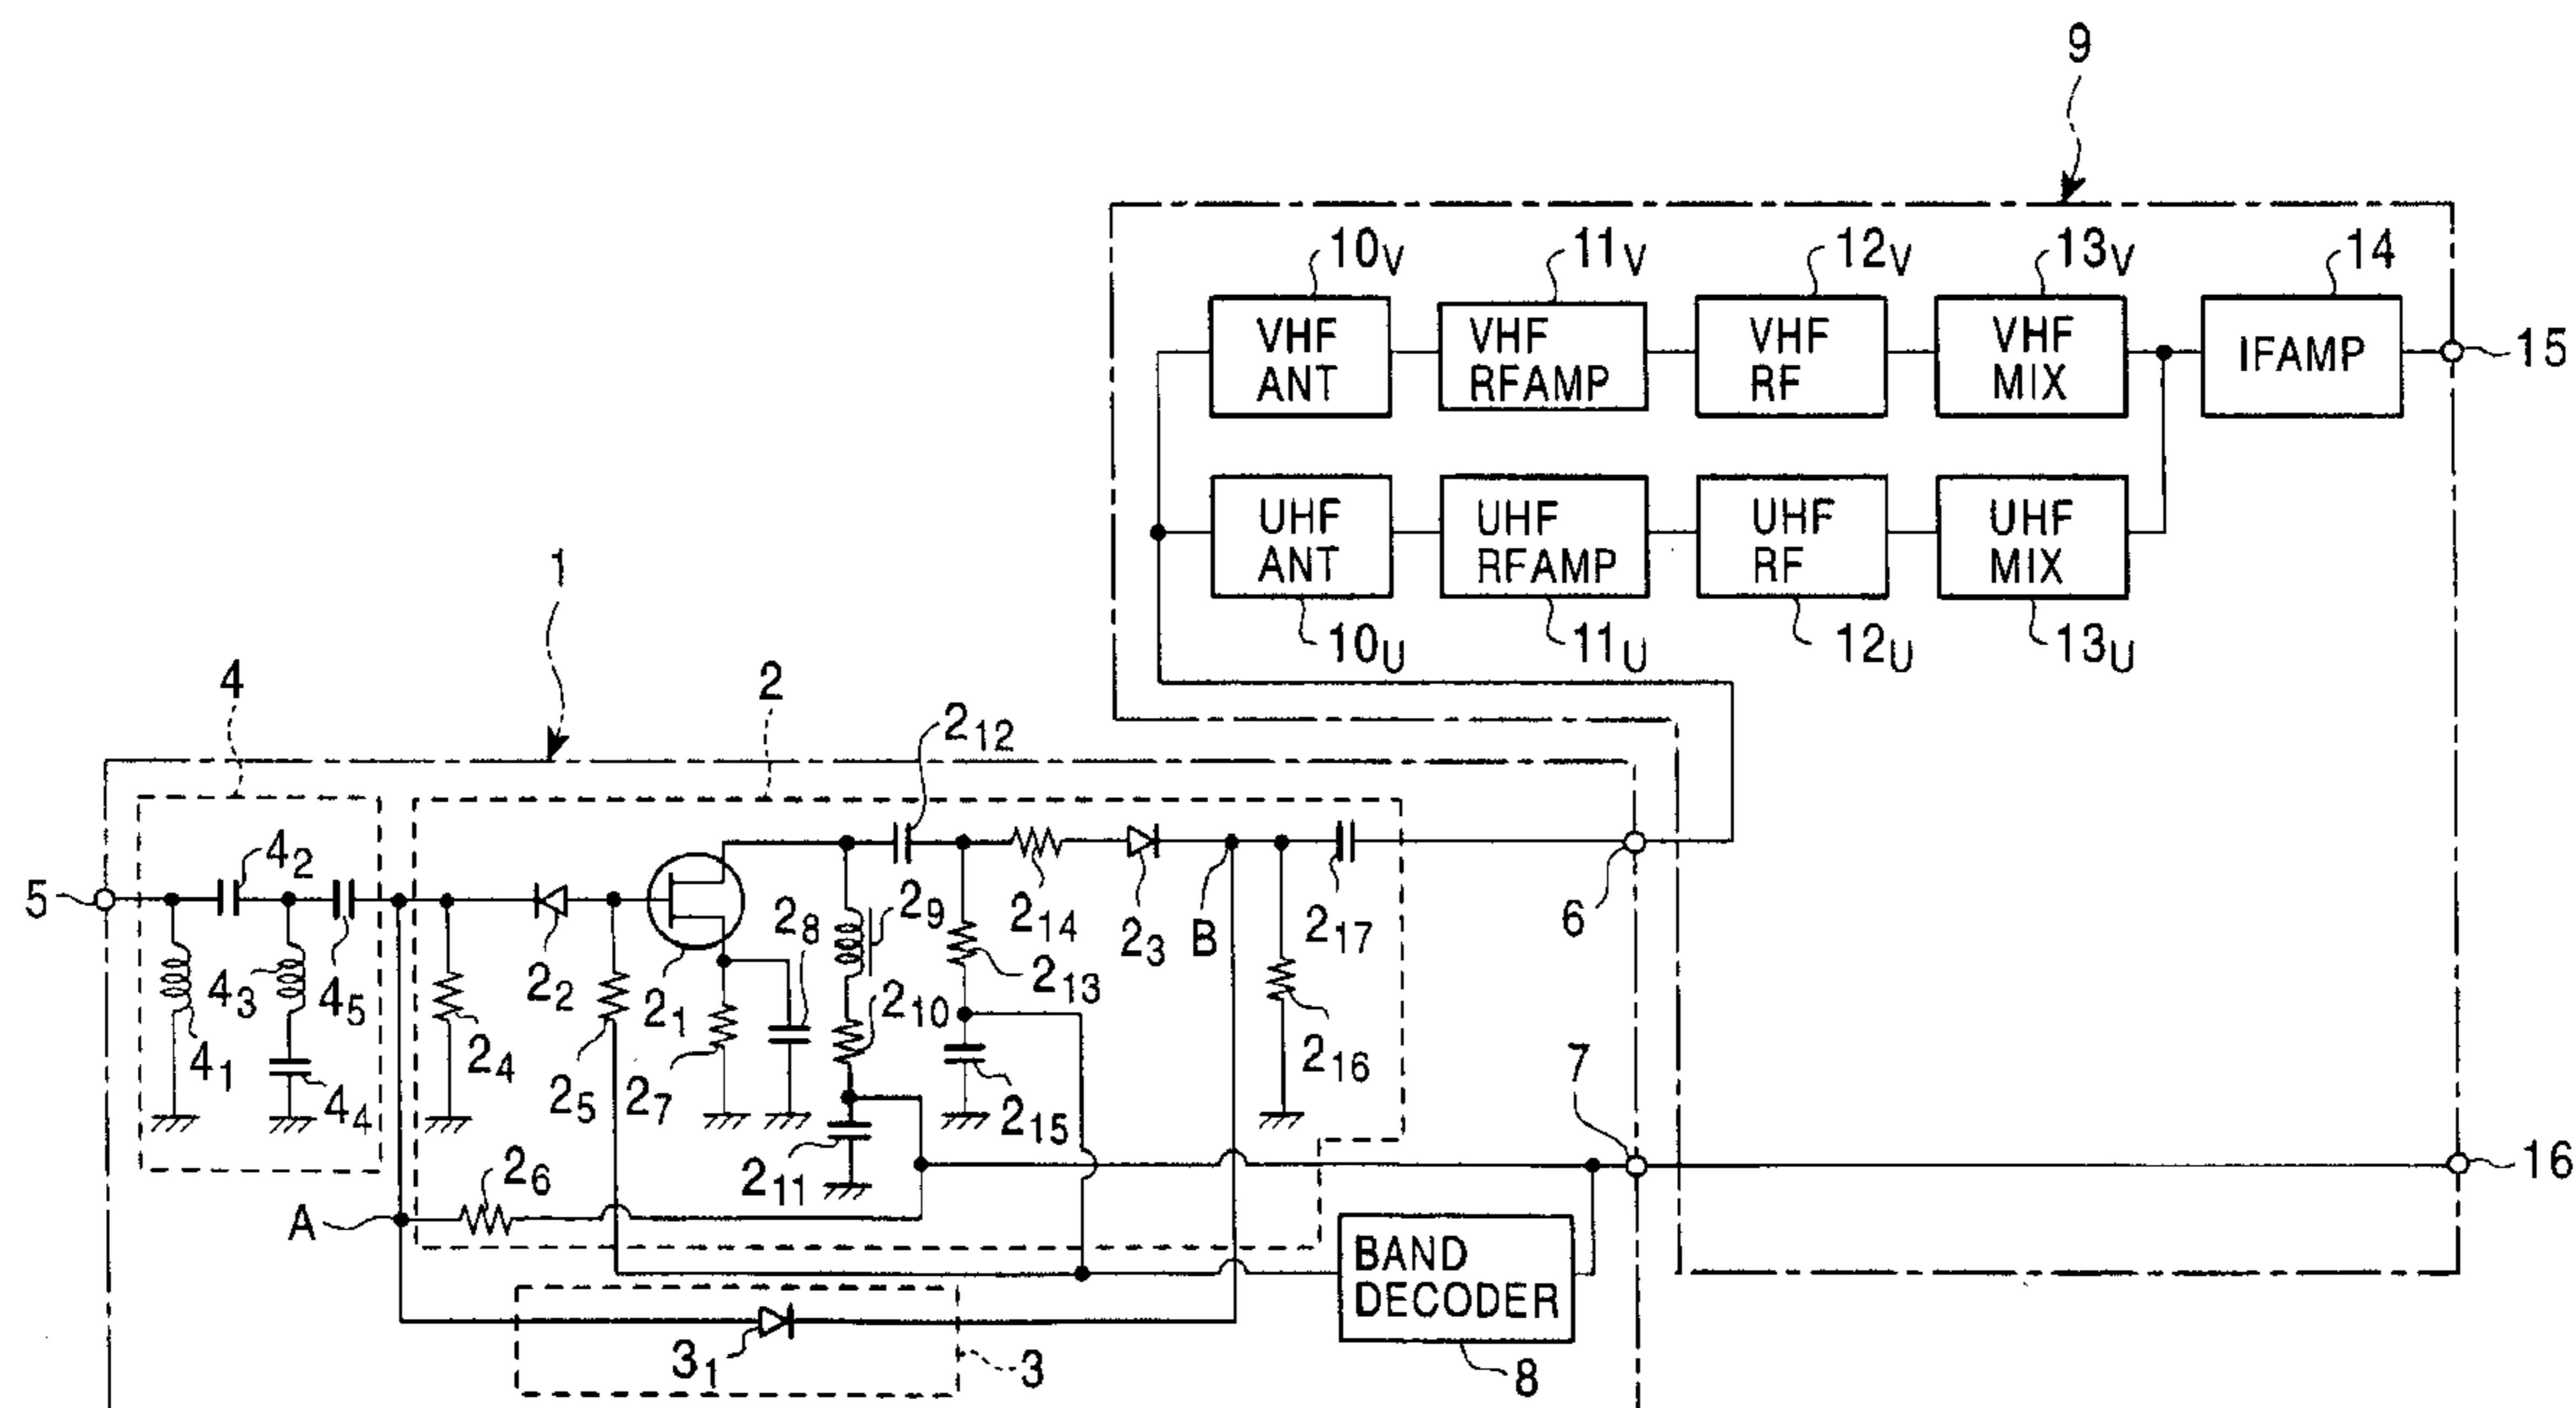 9
10V 11V 12V 13V 14
VHF ANT
VHF RFAMP
VHF RF
VHF MIX
IFAMP
15
UHF ANT
UHF RFAMP
UHF RF
UHF MIX
10U 11U 12U 13U
1
4
2
212
5
42
41
43
44
45
24
22
25
21
27
28
29
210
211
213
214
215
23
B
216
217
6
7
16
A
26
31
3
BAND DECODER
8